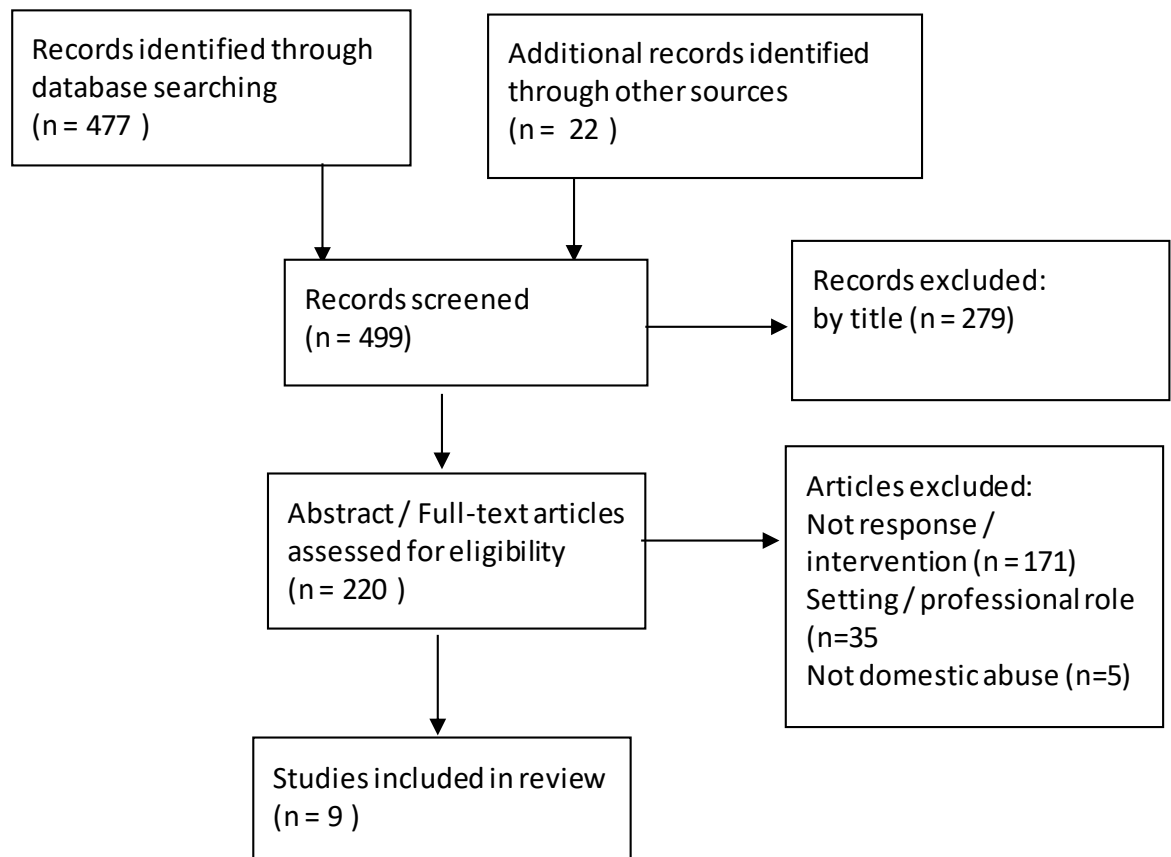 Records identified through
database searching
(n = 477 )
Additional records identified
through other sources
(n = 22 )
Records screened
(n = 499)
Records excluded:
by title (n = 279)
Abstract / Full-text articles
assessed for eligibility
(n = 220 )
Articles excluded:
Not response /
intervention (n = 171)
Setting / professional role
(n=35
Not domestic abuse (n=5)
Studies included in review
(n = 9 )